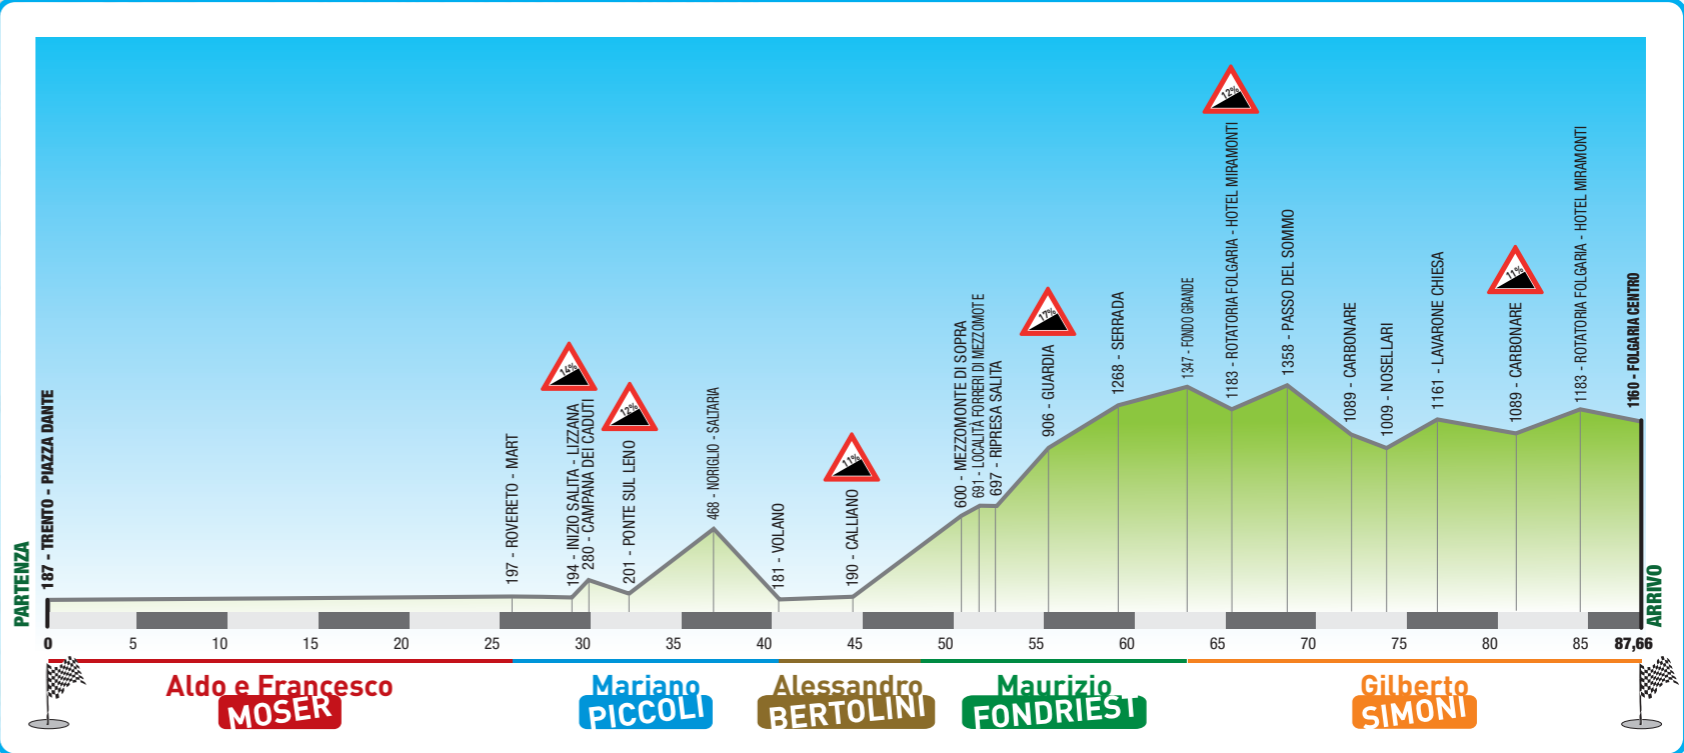 PARTENZA
187 - TRENTO - PIAZZA DANTE
197 - ROVERETO - MART
14%
194 - INIZIO SALITA - LIZZANA
280 - CAMPANA DEI CADUTI
12%
201 - PONTE SUL LENO
468 - NORIGLIO - SALTARIA
181 - VOLANO
11%
190 - CALLIANO
600 - MEZZOMONTE DI SOPRA
691 - LOCALITÀ FORRERI DI MEZZOMOTE
697 - RIPRESA SALITA
17%
906 - GUARDIA
1268 - SERRADA
1347 - FONDO GRANDE
12%
1183 - ROTATORIA FOLGARIA - HOTEL MIRAMONTI
1358 - PASSO DEL SOMMO
1089 - CARBONARE
1009 - NOSELLARI
1161 - LAVARONE CHIESA
11%
1089 - CARBONARE
1183 - ROTATORIA FOLGARIA - HOTEL MIRAMONTI
1160 - FOLGARIA CENTRO
ARRIVO
0 5 10 15 20 25 30 35 40 45 50 55 60 65 70 75 80 85 87,66
Aldo e Francesco
MOSER
Mariano
PICCOLI
Alessandro
BERTOLINI
Maurizio
FONDRIEST
Gilberto
SIMONI